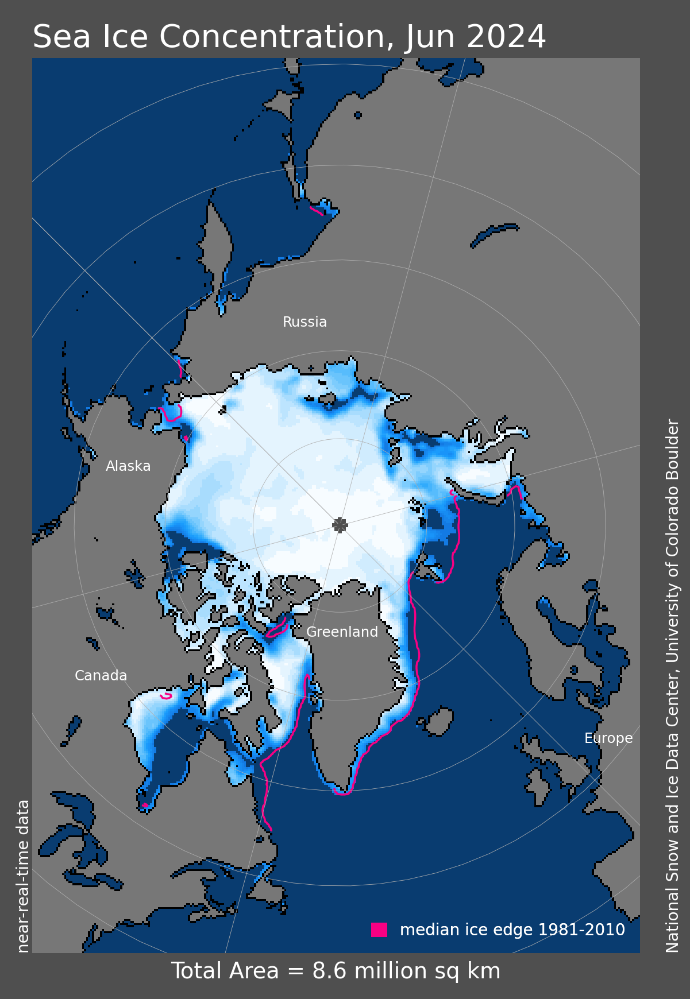 Sea Ice Concentration, Jun 2024
Russia
Alaska
Greenland
Canada
Europe
near-real-time data
National Snow and Ice Data Center, University of Colorado Boulder
median ice edge 1981-2010
Total Area = 8.6 million sq km